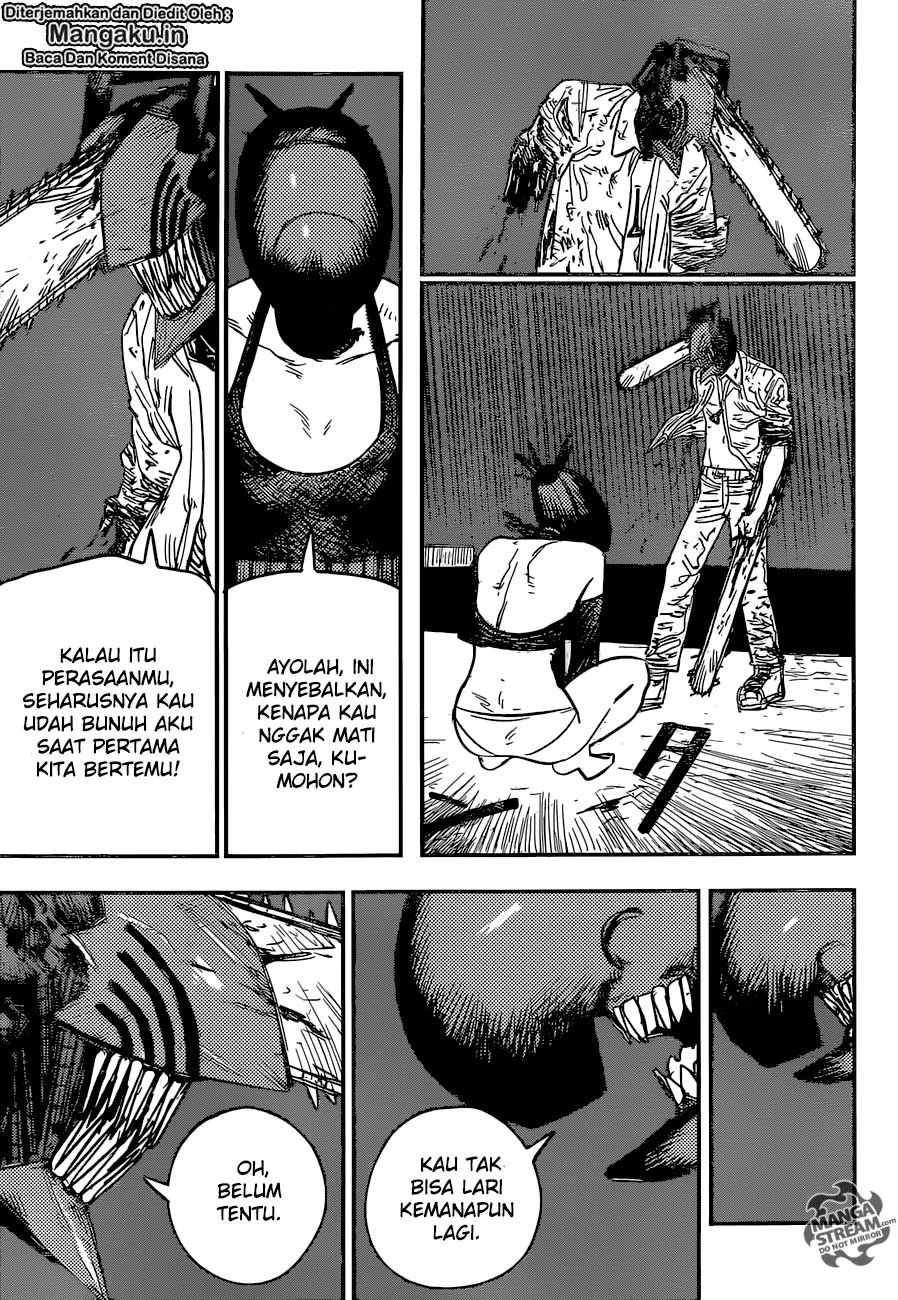 Diterjemahkan dan Diedit Oleh :
Mangaku.in
Baca Dan Koment Disana
AYOLAH, INI
MENYEBALKAN,
KENAPA KAU
NGGAK MATI
SAJA, KU-
MOHON?
KALAU ITU
PERASAANMU,
SEHARUSNYA KAU
UDAH BUNUH AKU
SAAT PERTAMA
KITA BERTEMU!
KAU TAK
BISA LARI
KEMANAPUN
LAGI.
OH,
BELUM
TENTU.
MANGA
STREAM.com
DO NOT MIRROR!